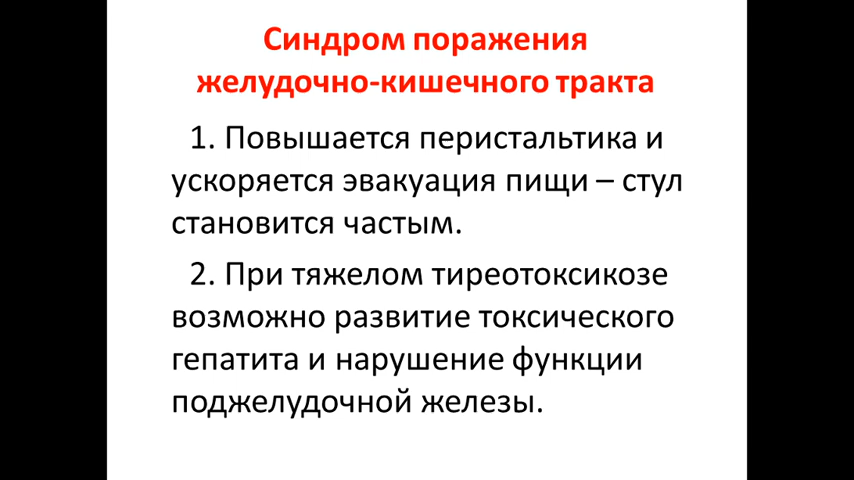 Синдром поражения
желудочно-кишечного тракта
1. Повышается перистальтика и
ускоряется эвакуация пищи – стул
становится частым.
2. При тяжелом тиреотоксикозе
возможно развитие токсического
гепатита и нарушение функции
поджелудочной железы.